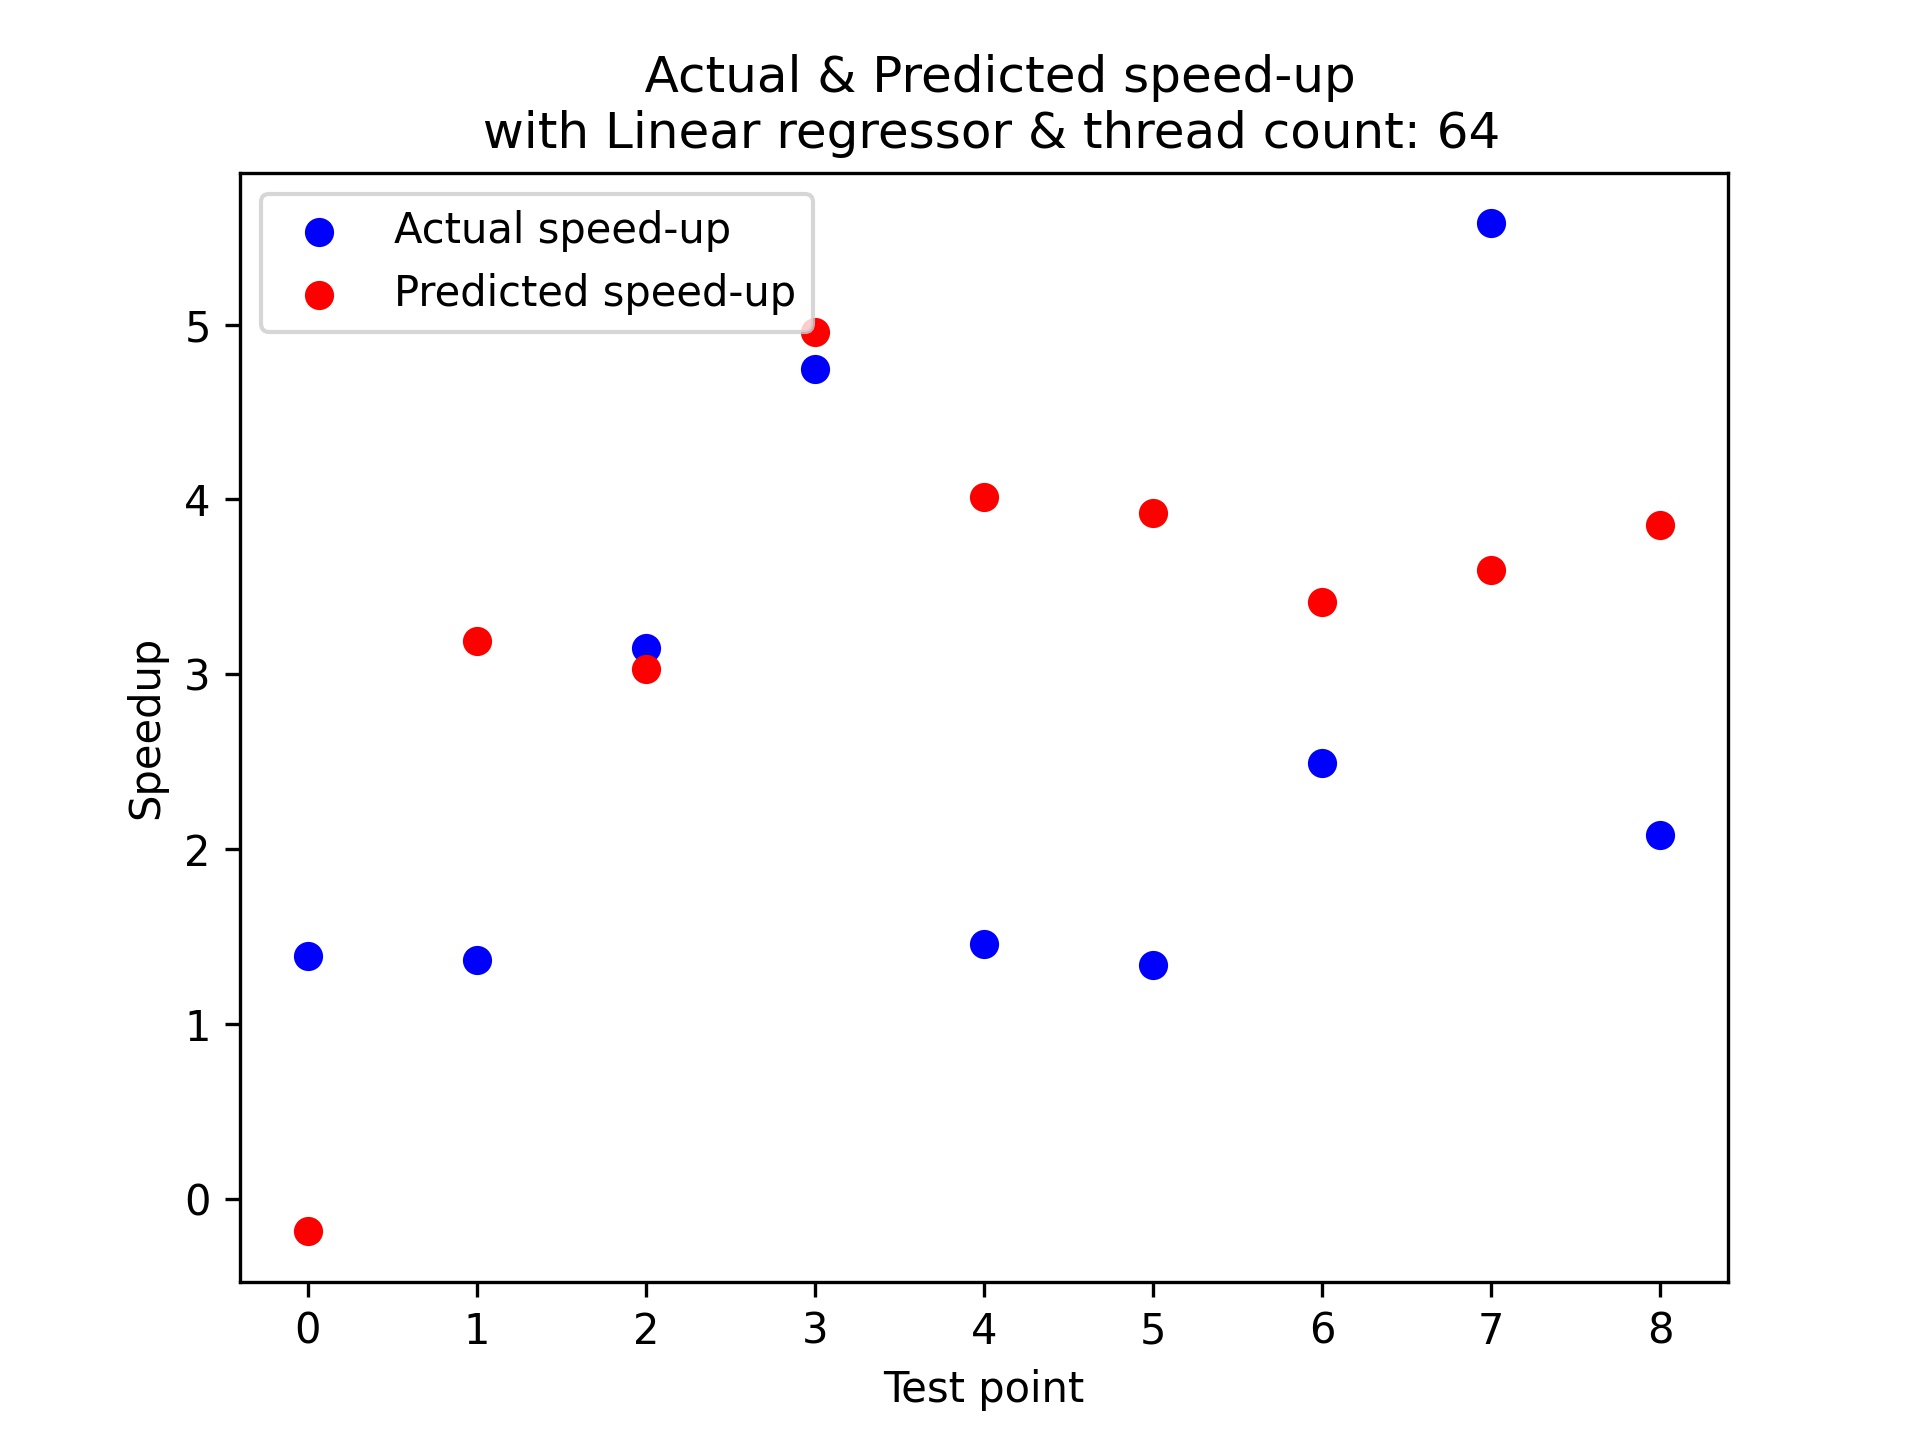 Actual & Predicted speed-up
with Linear regressor & thread count: 64
Actual speed-up
Predicted speed-up
Speedup
5
4
3
2
1
0
0 1 2 3 4 5 6 7 8
Test point